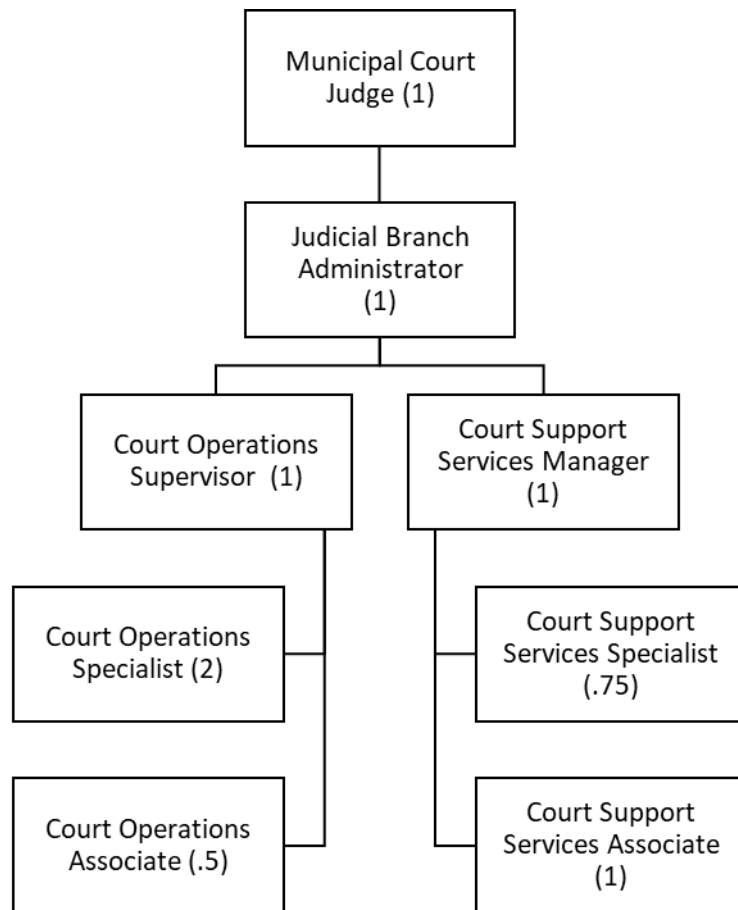 Municipal Court
Judge (1)
Judicial Branch
Administrator
(1)
Court Operations
Supervisor  (1)
Court Support
Services Manager
(1)
Court Operations
Specialist (2)
Court Support
Services Specialist
(.75)
Court Operations
Associate (.5)
Court Support
Services Associate
(1)